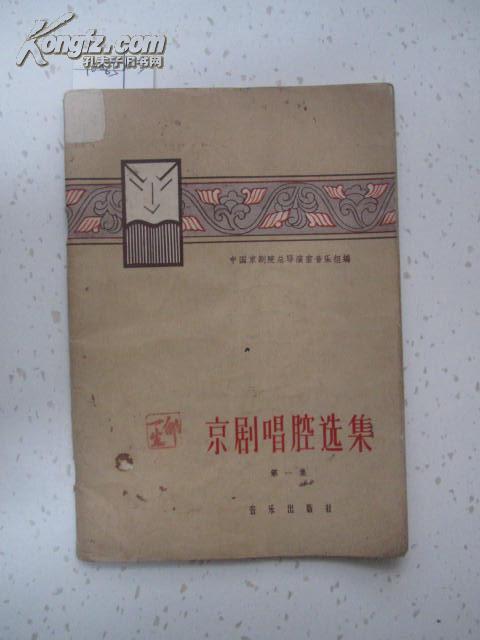 Kongfz.com
孔夫子旧书网
中国京剧院总导演室音乐组编
京剧唱腔选集
第一集
音乐出版社